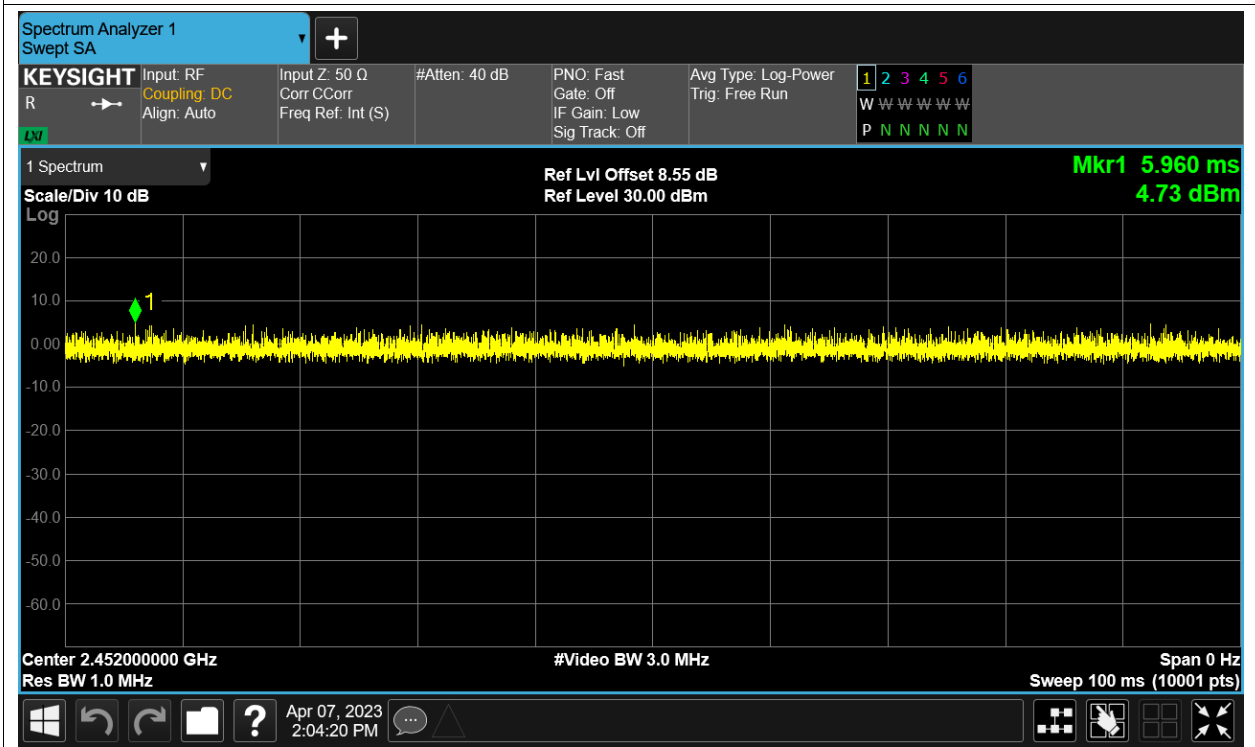 Spectrum Analyzer 1
Swept SA
KEYSIGHT
R
LXI
Input: RF
Coupling: DC
Align: Auto
Input Z: 50 Ω
Corr CCorr
Freq Ref: Int (S)
#Atten: 40 dB
PNO: Fast
Gate: Off
IF Gain: Low
Sig Track: Off
Avg Type: Log-Power
Trig: Free Run
1 2 3 4 5 6
W W W W W W
P N N N N N
1 Spectrum
Scale/Div 10 dB
Ref Lvl Offset 8.55 dB
Ref Level 30.00 dBm
Mkr1 5.960 ms
4.73 dBm
Log
20.0
10.0
1
0.00
-10.0
-20.0
-30.0
-40.0
-50.0
-60.0
Center 2.452000000 GHz
#Video BW 3.0 MHz
Span 0 Hz
Res BW 1.0 MHz
Sweep 100 ms (10001 pts)
?
Apr 07, 2023
2:04:20 PM